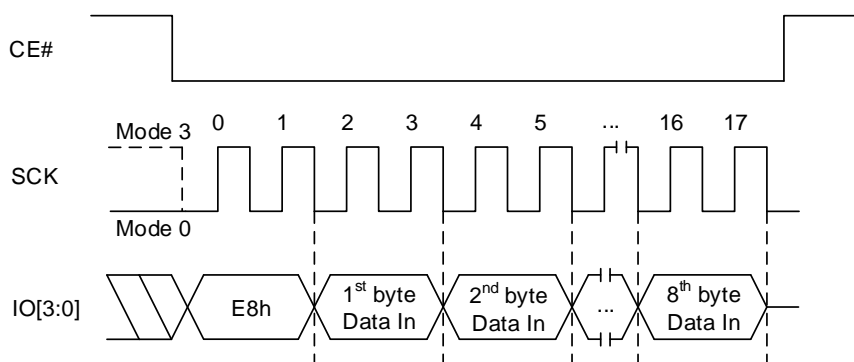 CE#
Mode 3
0 1 2 3 4 5 ... 16 17
SCK
Mode 0
IO[3:0]
E8h
1st byte
Data In
2nd byte
Data In
...
8th byte
Data In